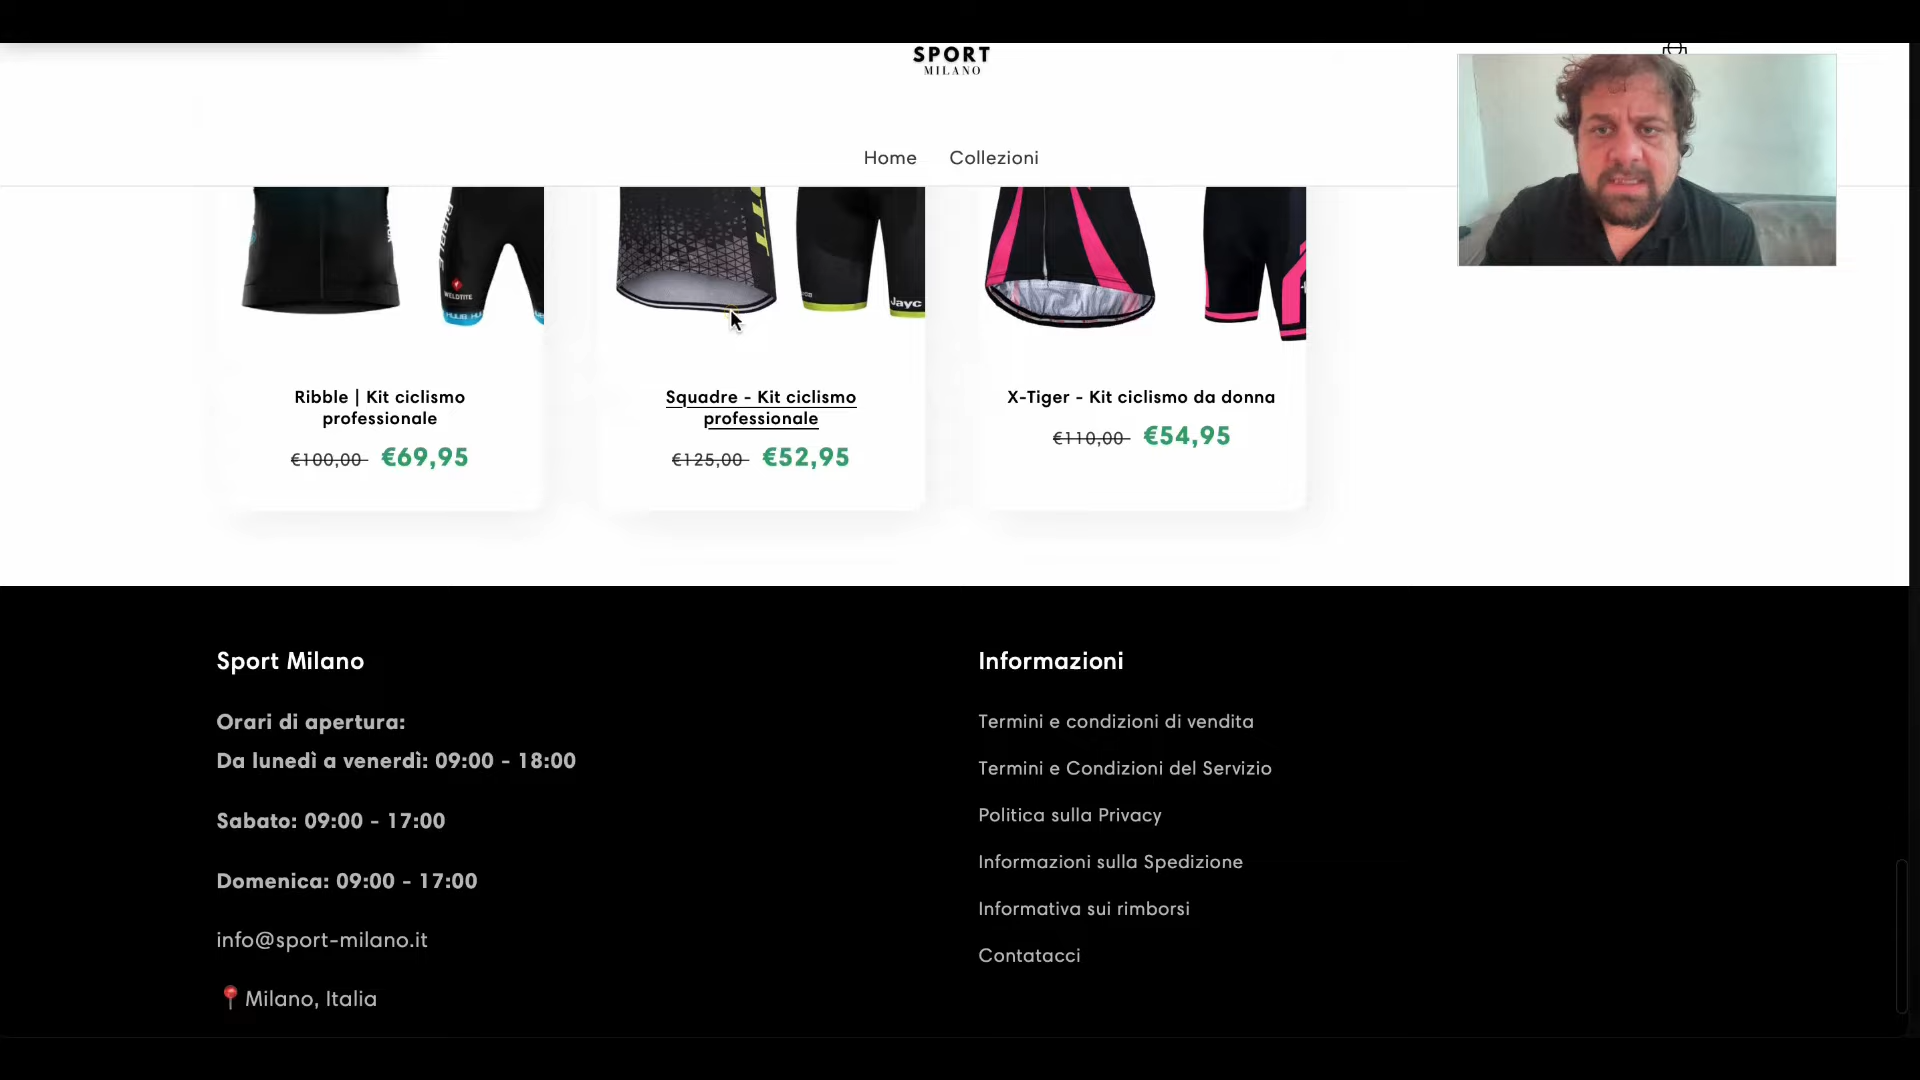 SPORT
MILANO
Home
Collezioni
WELDTITE
Jayc
Ribble | Kit ciclismo
professionale
€100,00 €69,95
Squadre - Kit ciclismo
professionale
€125,00 €52,95
X-Tiger - Kit ciclismo da donna
€110,00 €54,95
Sport Milano
Orari di apertura:
Da lunedì a venerdì: 09:00 - 18:00
Sabato: 09:00 - 17:00
Domenica: 09:00 - 17:00
info@sport-milano.it
Milano, Italia
Informazioni
Termini e condizioni di vendita
Termini e Condizioni del Servizio
Politica sulla Privacy
Informazioni sulla Spedizione
Informativa sui rimborsi
Contatacci